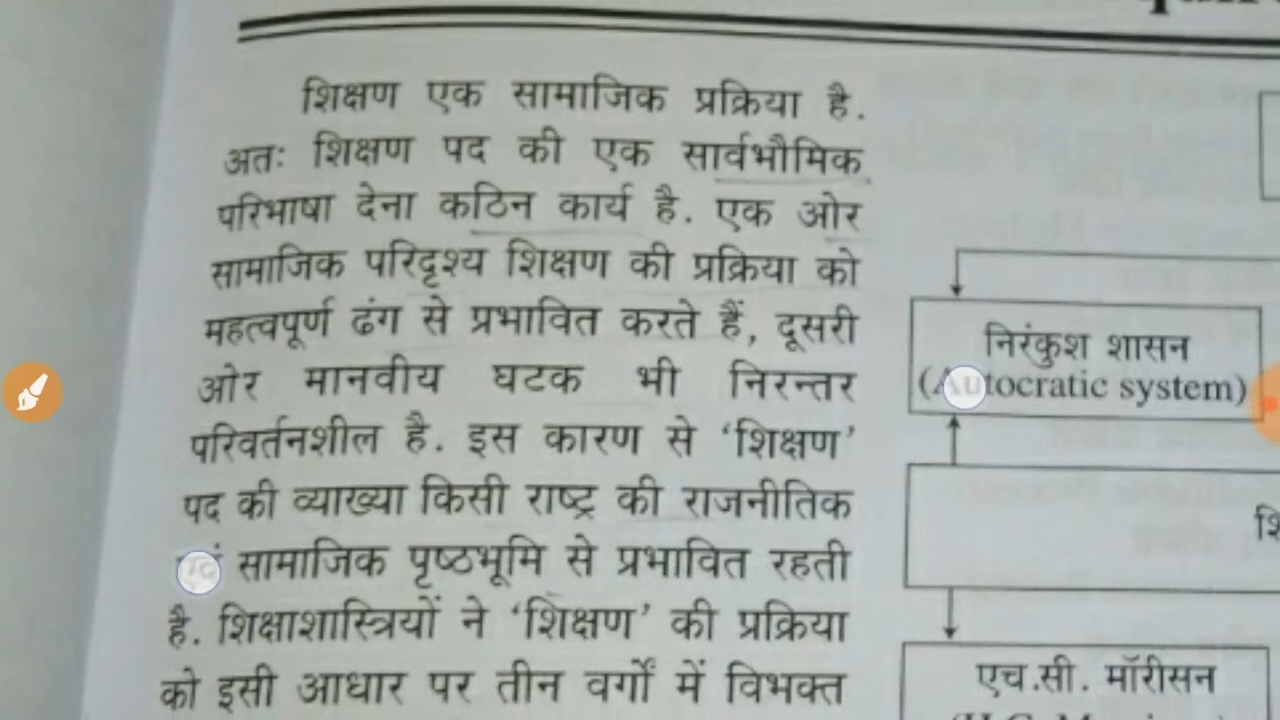 शिक्षण एक सामाजिक प्रक्रिया है.
अतः शिक्षण पद की एक सार्वभौमिक
परिभाषा देना कठिन कार्य है. एक ओर
सामाजिक परिदृश्य शिक्षण की प्रक्रिया को
महत्वपूर्ण ढंग से प्रभावित करते हैं, दूसरी
ओर मानवीय घटक भी निरन्तर
परिवर्तनशील है. इस कारण से ‘शिक्षण’
पद की व्याख्या किसी राष्ट्र की राजनीतिक
सामाजिक पृष्ठभूमि से प्रभावित रहती
है. शिक्षाशास्त्रियों ने ‘शिक्षण’ की प्रक्रिया
को इसी आधार पर तीन वर्गों में विभक्त
निरंकुश शासन
(Autocratic system)
एच.सी. मॉरीसन